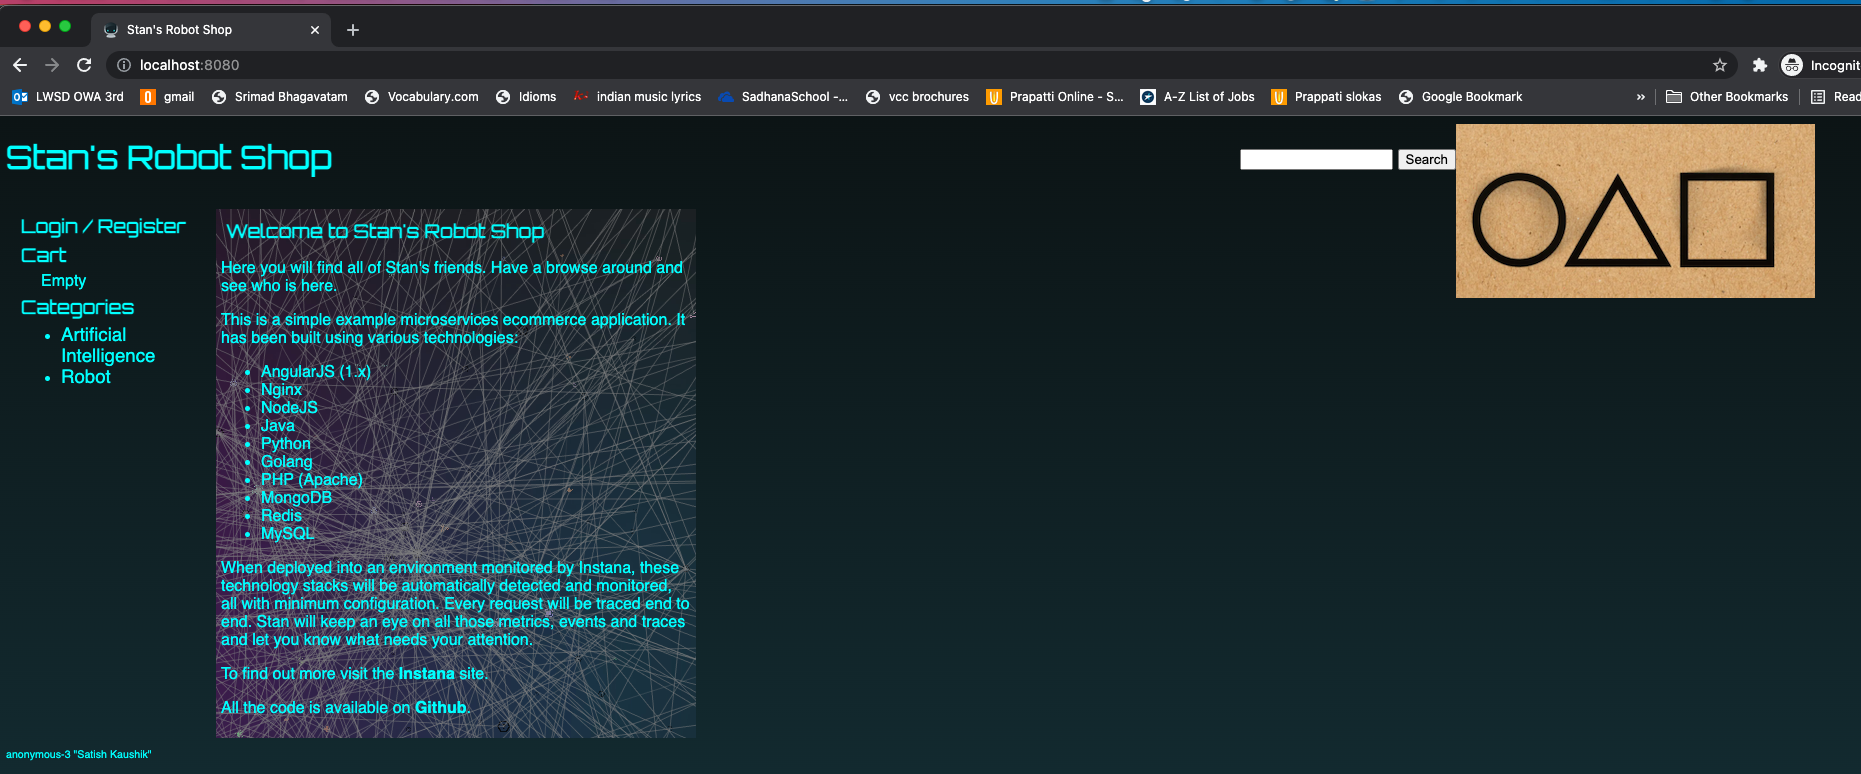 Stan's Robot Shop
localhost:8080
Incognit
LWSD OWA 3rd
gmail
Srimad Bhagavatam
Vocabulary.com
Idioms
indian music lyrics
SadhanaSchool -...
vcc brochures
Prapatti Online - S...
A-Z List of Jobs
Prappati slokas
Google Bookmark
»
Other Bookmarks
Read
Stan's Robot Shop
Search
Login / Register
Cart
Empty
Categories
• Artificial
Intelligence
• Robot
Welcome to Stan's Robot Shop
Here you will find all of Stan's friends. Have a browse around and
see who is here.
This is a simple example microservices ecommerce application. It
has been built using various technologies:
• AngularJS (1.x)
• Nginx
• NodeJS
• Java
• Python
• Golang
• PHP (Apache)
• MongoDB
• Redis
• MySQL
When deployed into an environment monitored by Instana, these
technology stacks will be automatically detected and monitored,
all with minimum configuration. Every request will be traced end to
end. Stan will keep an eye on all those metrics, events and traces
and let you know what needs your attention.
To find out more visit the Instana site.
All the code is available on Github.
anonymous-3 "Satish Kaushik"